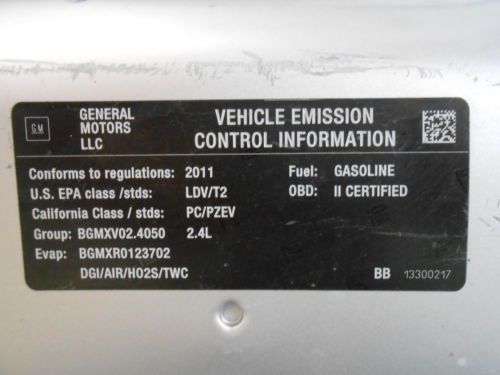 GM
GENERAL
MOTORS
LLC
VEHICLE EMISSION
CONTROL INFORMATION
Conforms to regulations: 2011 Fuel: GASOLINE
U.S. EPA class /stds: LDV/T2 OBD: II CERTIFIED
California Class / stds: PC/PZEV
Group: BGMXV02.4050 2.4L
Evap: BGMXR0123702
DGI/AIR/HO2S/TWC
BB 13300217